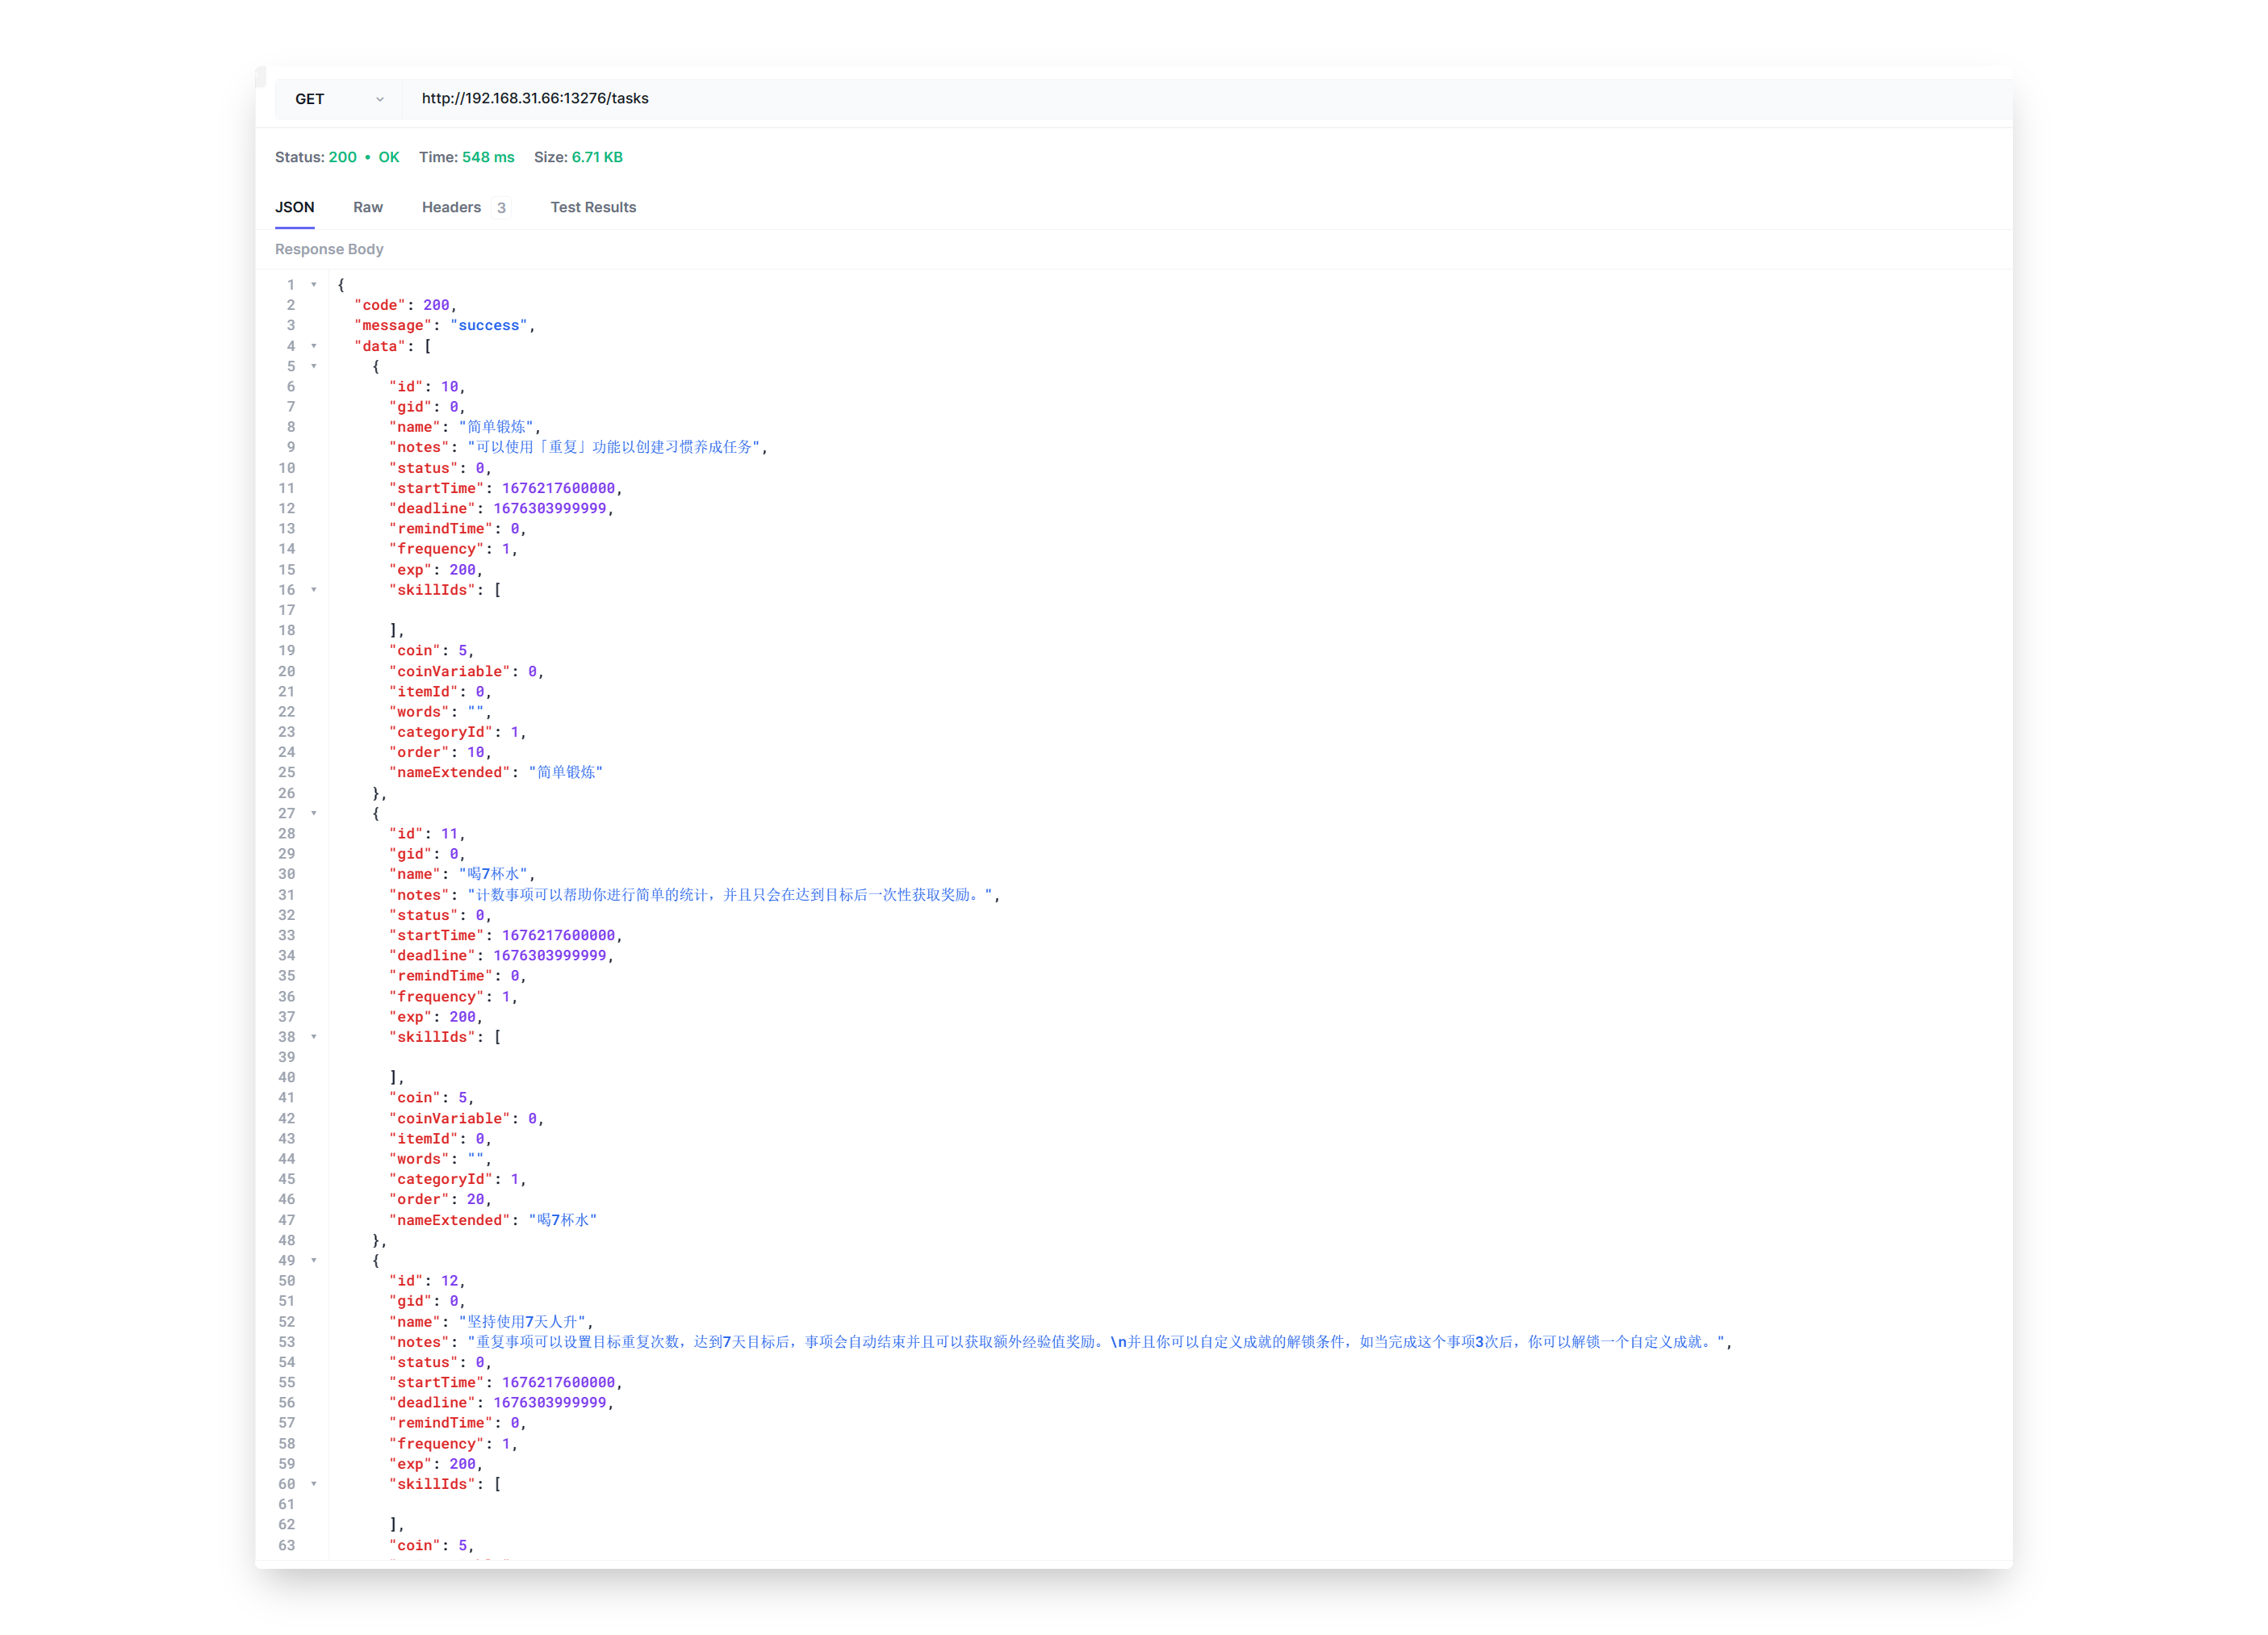 GET http://192.168.31.66:13276/tasks
Status: 200 • OK Time: 548 ms Size: 6.71 KB
JSON Raw Headers 3 Test Results
Response Body
1 {
2 "code": 200,
3 "message": "success",
4 "data": [
5 {
6 "id": 10,
7 "gid": 0,
8 "name": "简单锻炼",
9 "notes": "可以使用「重复」功能以创建习惯养成任务",
10 "status": 0,
11 "startTime": 1676217600000,
12 "deadline": 1676303999999,
13 "remindTime": 0,
14 "frequency": 1,
15 "exp": 200,
16 "skillIds": [
17
18 ],
19 "coin": 5,
20 "coinVariable": 0,
21 "itemId": 0,
22 "words": "",
23 "categoryId": 1,
24 "order": 10,
25 "nameExtended": "简单锻炼"
26 },
27 {
28 "id": 11,
29 "gid": 0,
30 "name": "喝7杯水",
31 "notes": "计数事项可以帮助你进行简单的统计，并且只会在达到目标后一次性获取奖励。",
32 "status": 0,
33 "startTime": 1676217600000,
34 "deadline": 1676303999999,
35 "remindTime": 0,
36 "frequency": 1,
37 "exp": 200,
38 "skillIds": [
39
40 ],
41 "coin": 5,
42 "coinVariable": 0,
43 "itemId": 0,
44 "words": "",
45 "categoryId": 1,
46 "order": 20,
47 "nameExtended": "喝7杯水"
48 },
49 {
50 "id": 12,
51 "gid": 0,
52 "name": "坚持使用7天人升",
53 "notes": "重复事项可以设置目标重复次数，达到7天目标后，事项会自动结束并且可以获取额外经验值奖励。\n并且你可以自定义成就的解锁条件，如当完成这个事项3次后，你可以解锁一个自定义成就。",
54 "status": 0,
55 "startTime": 1676217600000,
56 "deadline": 1676303999999,
57 "remindTime": 0,
58 "frequency": 1,
59 "exp": 200,
60 "skillIds": [
61
62 ],
63 "coin": 5,